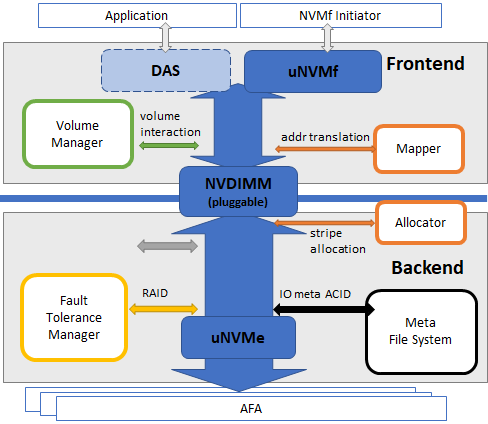 Application
NVMf Initiator
DAS
uNVMf
Frontend
volume
interaction
addr translation
Volume
Manager
Mapper
NVDIMM
(pluggable)
Allocator
stripe
allocation
Backend
RAID
IO meta ACID
Fault
Tolerance
Manager
uNVMe
Meta
File System
AFA